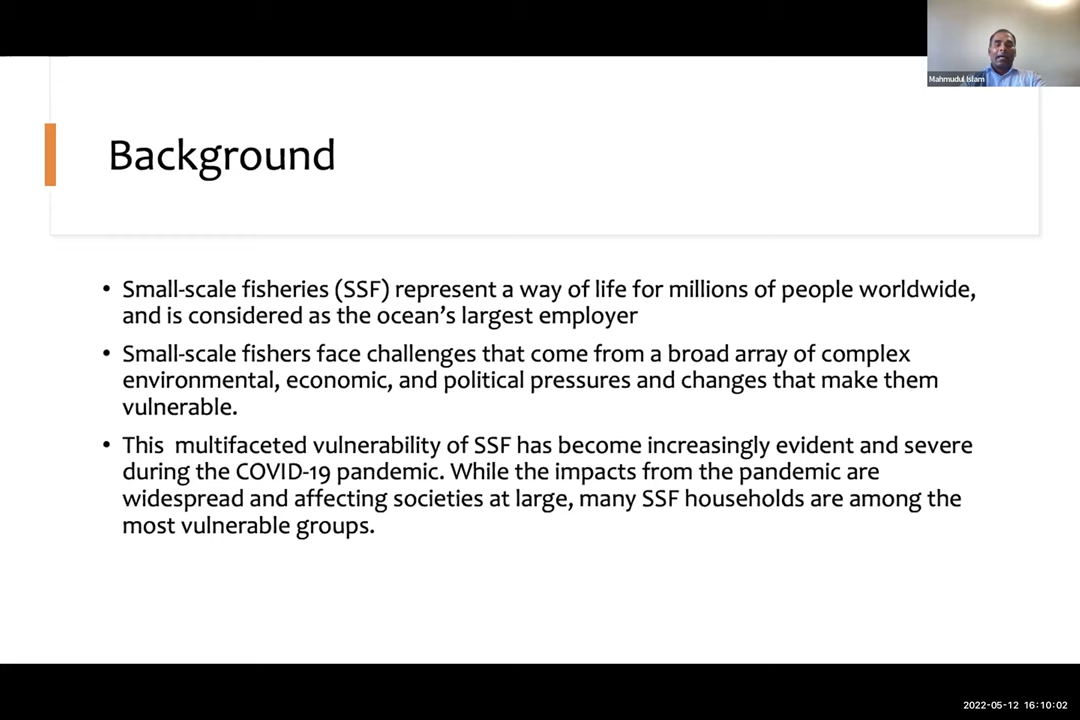 Mahmudul Islam
Background
• Small-scale fisheries (SSF) represent a way of life for millions of people worldwide,
and is considered as the ocean’s largest employer
• Small-scale fishers face challenges that come from a broad array of complex
environmental, economic, and political pressures and changes that make them
vulnerable.
• This  multifaceted vulnerability of SSF has become increasingly evident and severe
during the COVID-19 pandemic. While the impacts from the pandemic are
widespread and affecting societies at large, many SSF households are among the
most vulnerable groups.
2022-05-12 16:10:02